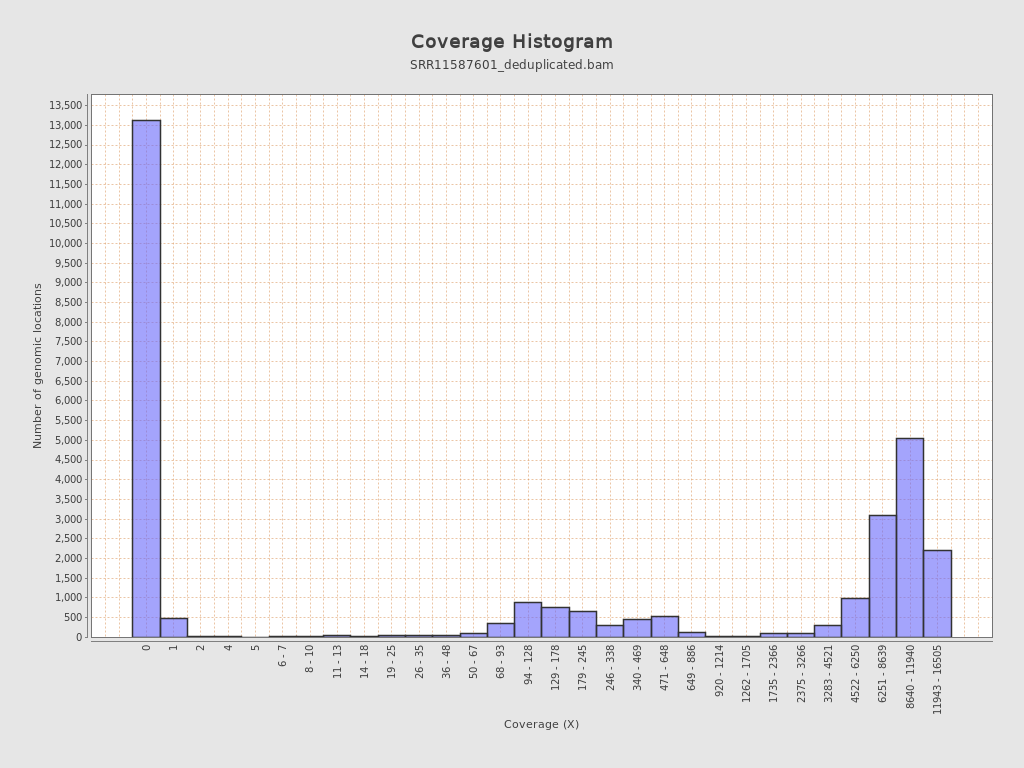 Coverage Histogram
SRR11587601_deduplicated.bam
13,500
13,000
12,500
12,000
11,500
11,000
10,500
10,000
9,500
9,000
8,500
8,000
7,500
7,000
6,500
6,000
5,500
5,000
4,500
4,000
3,500
3,000
2,500
2,000
1,500
1,000
500
0
Number of genomic locations
0
1
2
4
5
6 - 7
8 - 10
11 - 13
14 - 18
19 - 25
26 - 35
36 - 48
50 - 67
68 - 93
94 - 128
129 - 178
179 - 245
246 - 338
340 - 469
471 - 648
649 - 886
920 - 1214
1262 - 1705
1735 - 2366
2375 - 3266
3283 - 4521
4522 - 6250
6251 - 8639
8640 - 11940
11943 - 16505
Coverage (X)